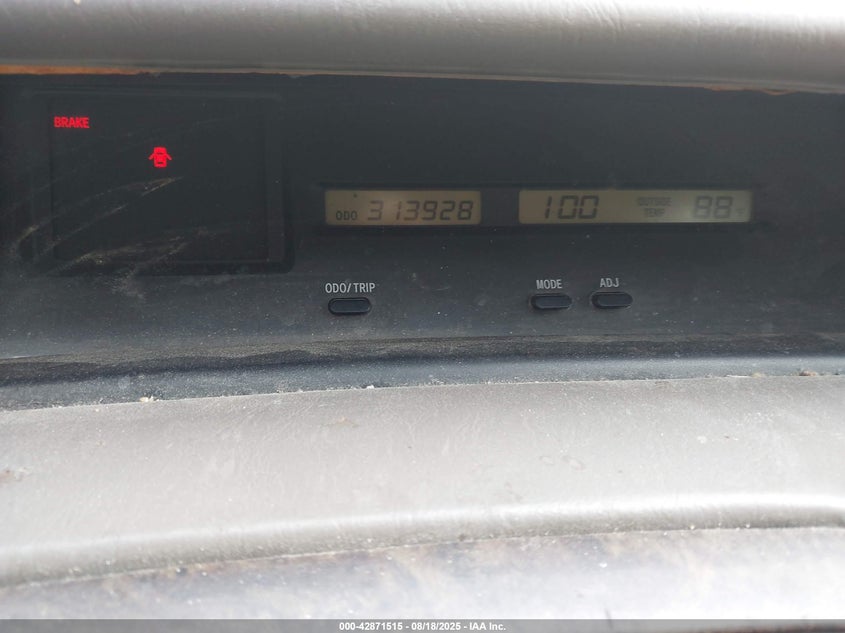 BRAKE
ODO 313928
100 OUTSIDE TEMP 88
ODO/TRIP
MODE
ADJ
000-42871515 - 08/18/2025 - IAA Inc.